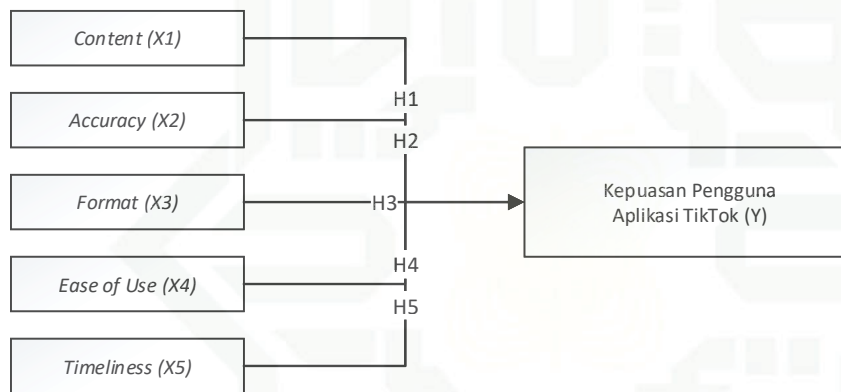 Content (X1)
H1
Accuracy (X2)
H2
Format (X3)
H3
Kepuasan Pengguna
Aplikasi TikTok (Y)
H4
Ease of Use (X4)
H5
Timeliness (X5)